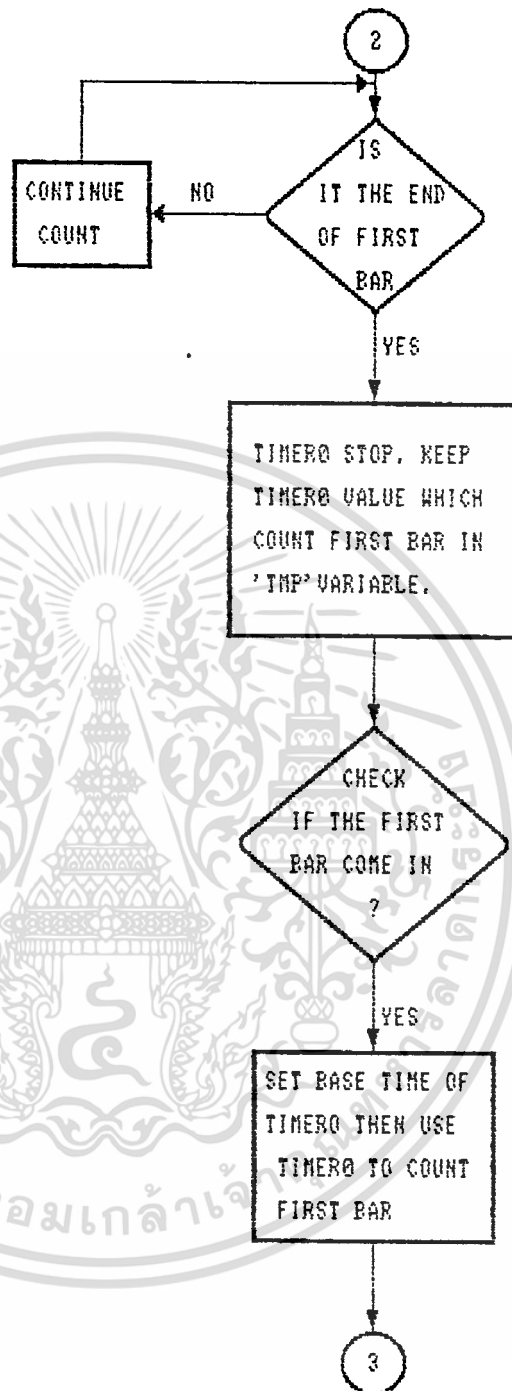 2
IS
IT THE END
OF FIRST
BAR
NO
CONTINUE
COUNT
YES
TIMER0 STOP. KEEP
TIMER0 VALUE WHICH
COUNT FIRST BAR IN
'TMP' VARIABLE.
CHECK
IF THE FIRST
BAR COME IN
?
YES
SET BASE TIME OF
TIMER0 THEN USE
TIMER0 TO COUNT
FIRST BAR
3